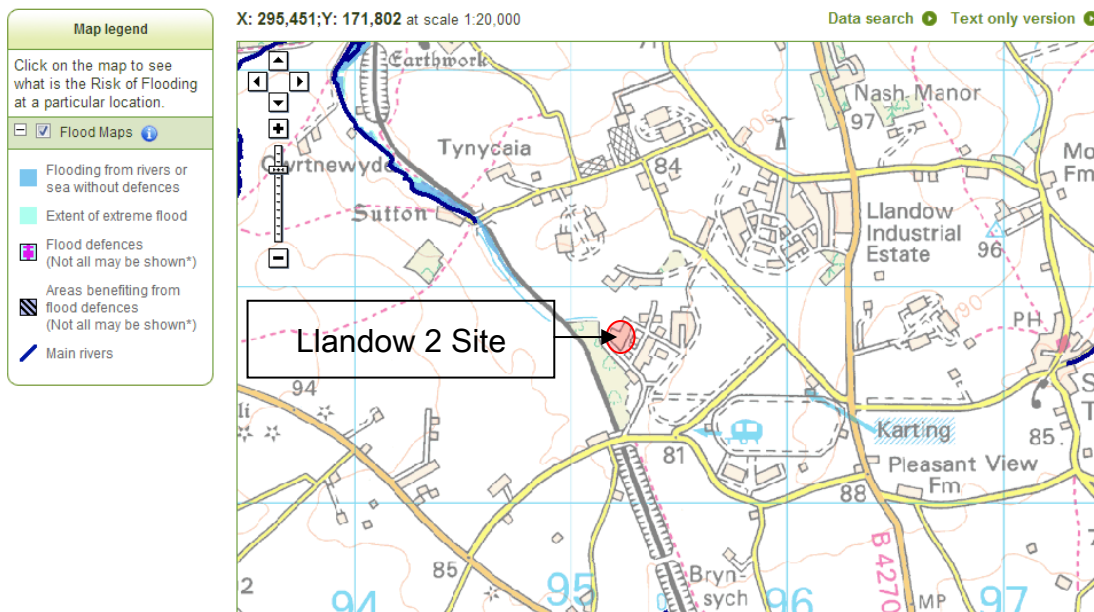 Map legend
Click on the map to see
what is the Risk of Flooding
at a particular location.
Flood Maps
Flooding from rivers or
sea without defences
Extent of extreme flood
Flood defences
(Not all may be shown*)
Areas benefiting from
flood defences
(Not all may be shown*)
Main rivers
X: 295,451;Y: 171,802 at scale 1:20,000
Data search
Text only version
Earthwork
Nash Manor
97
Tynycaia
84
Sutton
Llandow
Industrial
Estate
96
90
PH
Llandow 2 Site
94
Karting
85
81
Pleasant View
Fm
88
85
B 4270
Bryn-
sych
MP
94
95
96
97